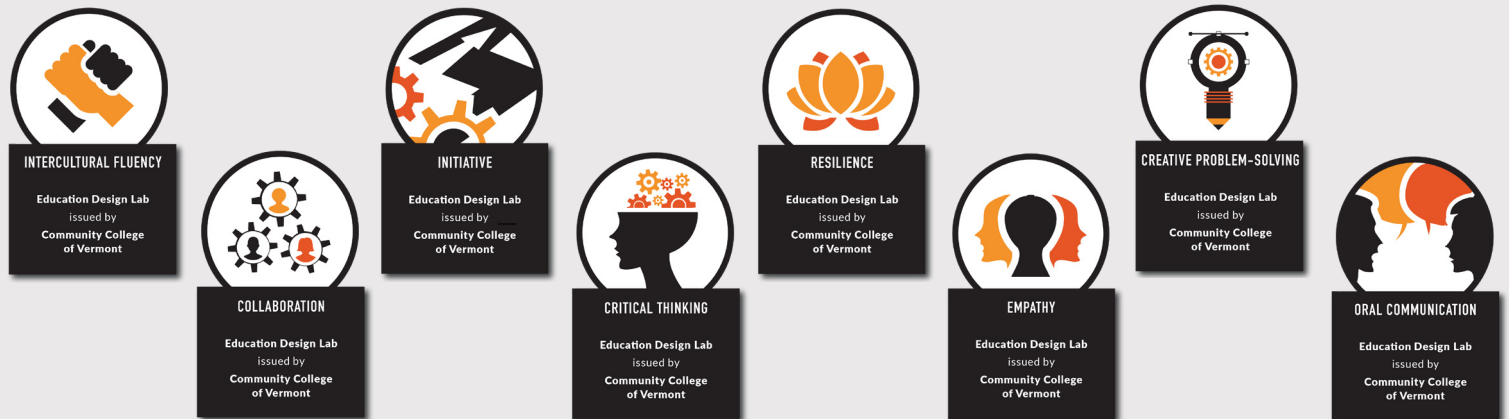 INTERCULTURAL FLUENCY
Education Design Lab
issued by
Community College
of Vermont
COLLABORATION
Education Design Lab
issued by
Community College
of Vermont
INITIATIVE
Education Design Lab
issued by
Community College
of Vermont
CRITICAL THINKING
Education Design Lab
issued by
Community College
of Vermont
RESILIENCE
Education Design Lab
issued by
Community College
of Vermont
EMPATHY
Education Design Lab
issued by
Community College
of Vermont
CREATIVE PROBLEM-SOLVING
Education Design Lab
issued by
Community College
of Vermont
ORAL COMMUNICATION
Education Design Lab
issued by
Community College
of Vermont